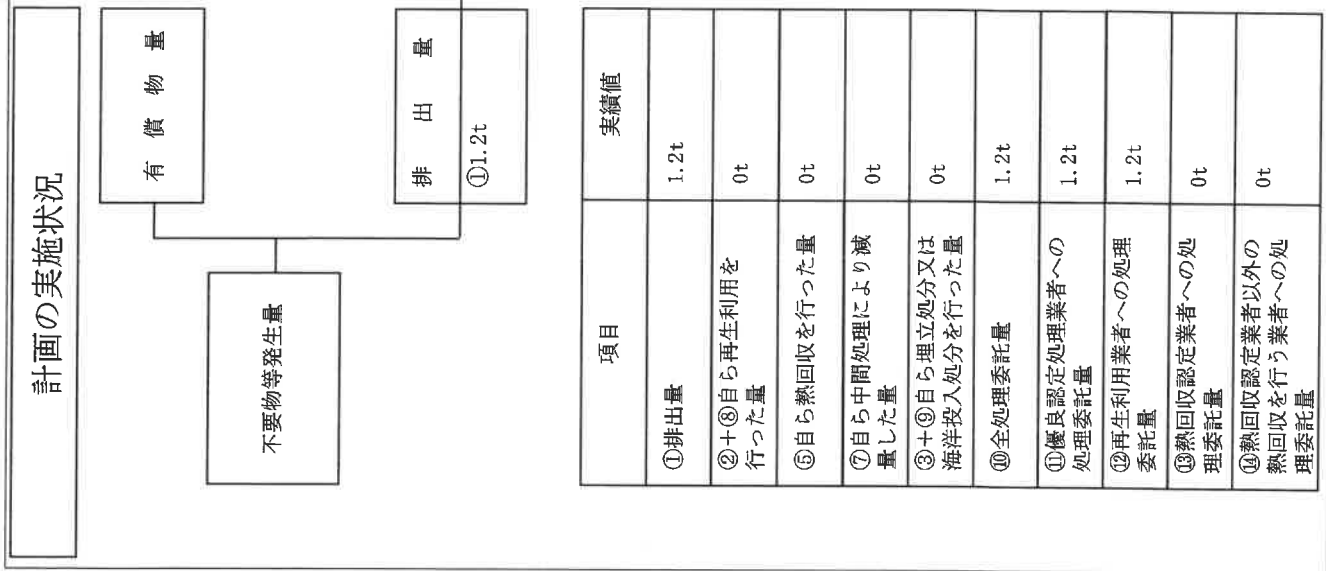 計画の実施状況
有償物量
不要物等発生量
排出量
①1.2t
項目
実績値
①排出量
1.2t
②+⑧自ら再生利用を
行った量
0t
⑤自ら熱回収を行った量
0t
⑦自ら中間処理により減
量した量
0t
③+⑨自ら埋立処分又は
海洋投入処分を行った量
0t
⑩全処理委託量
1.2t
⑪優良認定処理業者への
処理委託量
1.2t
⑫再生利用業者への処理
委託量
1.2t
⑬熱回収認定業者への処
理委託量
0t
⑭熱回収認定業者以外の
熱回収を行う業者への処
理委託量
0t